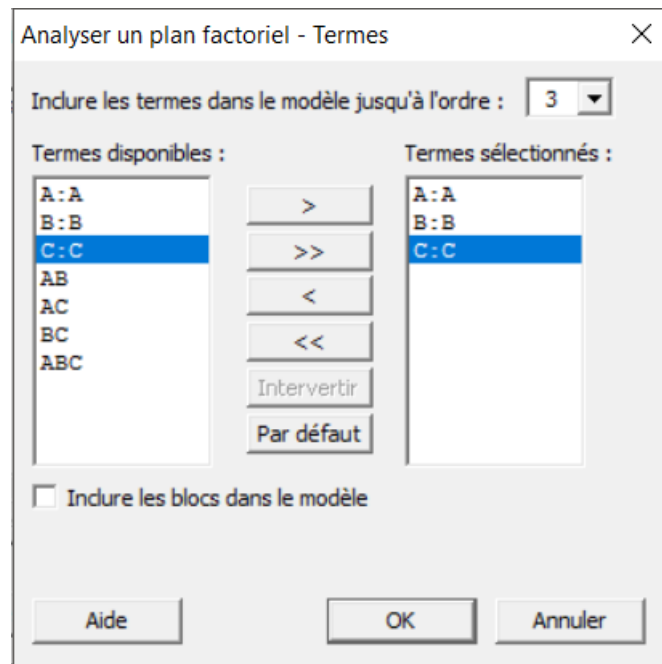 Analyser un plan factoriel - Termes
Inclure les termes dans le modèle jusqu'à l'ordre : 3
Termes disponibles :
A:A
B:B
C:C
AB
AC
BC
ABC
>
>>
<
<<
Intervertir
Par défaut
Termes sélectionnés :
A:A
B:B
C:C
Inclure les blocs dans le modèle
Aide
OK
Annuler